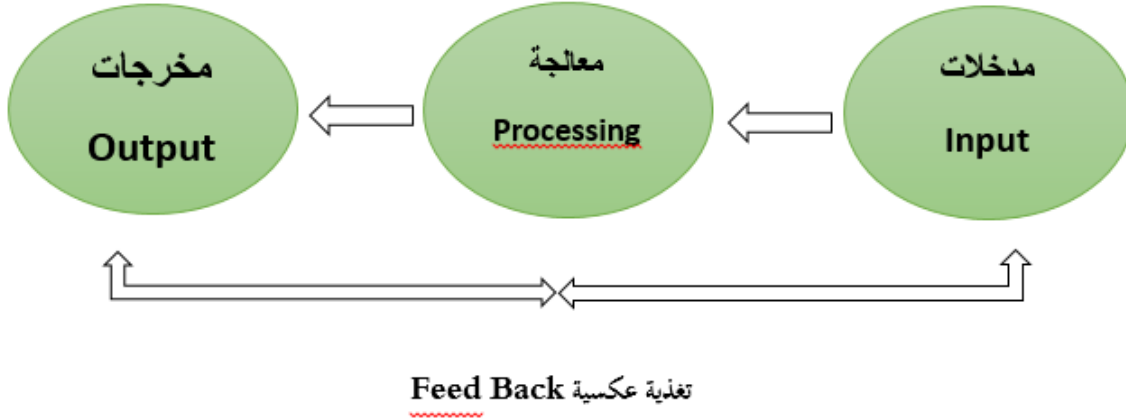 مدخلات
Input
معالجة
Processing
مخرجات
Output
تغذية عكسية Feed Back